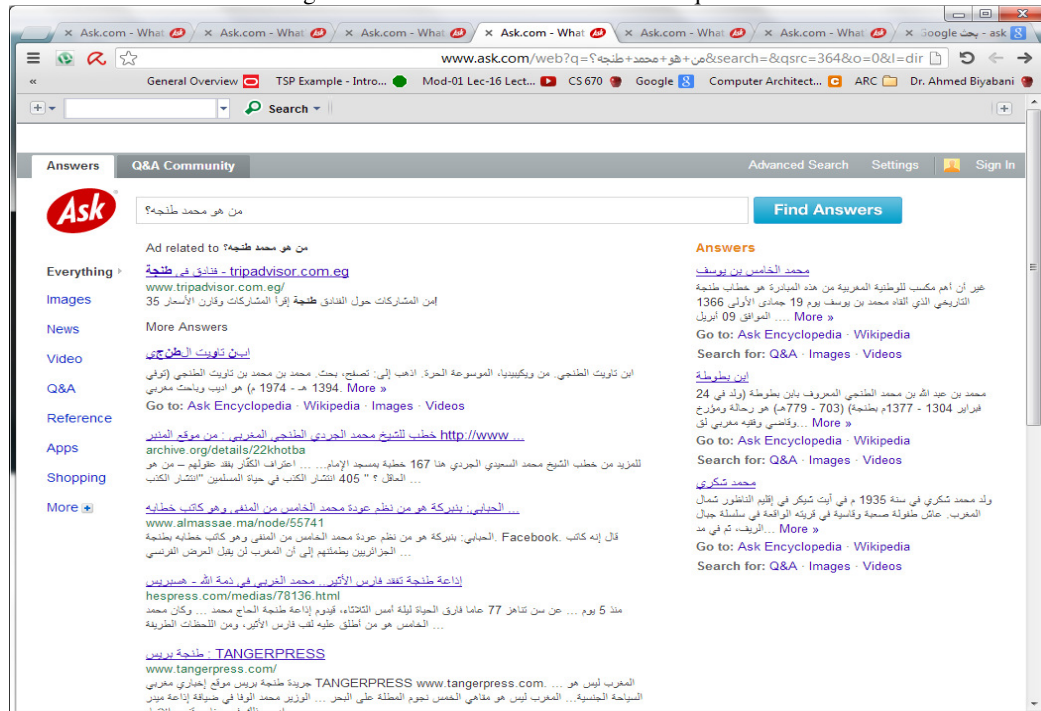 × Ask.com - What × Ask.com - What × Ask.com - What × Ask.com - What × Ask.com - What × Ask.com - What × Google بحث - ask
www.ask.com/web?q=من+هو+محمد+طنجه؟&search=&qsrc=364&o=0&l=dir
« General Overview TSP Example - Intro... Mod-01 Lec-16 Lect... CS 670 Google Computer Architect... ARC Dr. Ahmed Biyabani
Search
Answers Q&A Community Advanced Search Settings Sign In
Ask
من هو محمد طنجه؟
Find Answers
Ad related to من هو محمد طنجه؟
Everything
Images
News
Video
Q&A
Reference
Apps
Shopping
More
فنادق في طنجة - tripadvisor.com.eg
www.tripadvisor.com.eg/
35 من المشاركات حول الفنادق طنجة إقرأ المشاركات وقارن الأسعار!
More Answers
ابن تاويت الطنجي
ابن تاويت الطنجي. من ويكيبيديا، الموسوعة الحرة. اذهب إلى: تصفح، بحث. محمد بن محمد بن تاويت الطنجي (توفي
1394 هـ - 1974 م) هو اديب وباحث مغربي. More »
Go to: Ask Encyclopedia · Wikipedia · Images · Videos
خطب للشيخ محمد الجردي الطنجي المغربي : من موقع المنبر http://www ...
archive.org/details/22khotba
للمزيد من خطب الشيخ محمد السعيدي الجردي هنا 167 خطبة بمسجد الإمام... ... اعتراف الكفّار بفقد عقولهم – من هو
العاقل ؟ " 405 انتشار الكذب في حياة المسلمين "انتشار الكذب ...
الحبابي: بنبركة هو من نظم عودة محمد الخامس من المنفى وهو كاتب خطابه ...
www.almassae.ma/node/55741
قال إنه كاتب .Facebook .الحبابي: بنبركة هو من نظم عودة محمد الخامس من المنفى وهو كاتب خطابه بطنجة
الجزائريين يطمئنهم إلى أن المغرب لن يقبل العرض الفرنسي ...
إذاعة طنجة تفقد فارس الأثير.. محمد الغربي في ذمة الله - هسبريس
hespress.com/medias/78136.html
منذ 5 يوم ... عن سن تناهز 77 عاما فارق الحياة ليلة أمس الثلاثاء، قيدوم إذاعة طنجة الحاج محمد ... وكان محمد
الخامس هو من أطلق عليه لقب فارس الأثير، ومن اللحظات الطريفة ...
طنجة بريس : TANGERPRESS
www.tangerpress.com/
المغرب ليس هو ... .TANGERPRESS www.tangerpress.com جريدة طنجة بريس موقع إخباري مغربي
السياحة الجنسية... المغرب ليس هو مقاهي الخمس نجوم المطلة على البحر ... الوزير محمد الوفا في ضيافة إذاعة ميدر
Answers
محمد الخامس بن يوسف
غير أن أهم مكسب للوطنية المغربية من هذه المبادرة هو خطاب طنجة
التاريخي الذي ألقاه محمد بن يوسف يوم 19 جمادى الأولى 1366
الموافق 09 أبريل .... More »
Go to: Ask Encyclopedia · Wikipedia
Search for: Q&A · Images · Videos
ابن بطوطة
محمد بن عبد الله بن محمد الطنجي المعروف بابن بطوطة (ولد في 24
فبراير 1304 - 1377م بطنجة) (703 - 779هـ) هو رحالة ومؤرخ
وقاضي وفقيه مغربي لق... More »
Go to: Ask Encyclopedia · Wikipedia
Search for: Q&A · Images · Videos
محمد شكري
ولد محمد شكري في سنة 1935 م في آيت شيكر في إقليم الناظور شمال
المغرب. عاش طفولة صعبة وقاسية في قريته الواقعة في سلسلة جبال
الريف، ثم في مد... More »
Go to: Ask Encyclopedia · Wikipedia
Search for: Q&A · Images · Videos